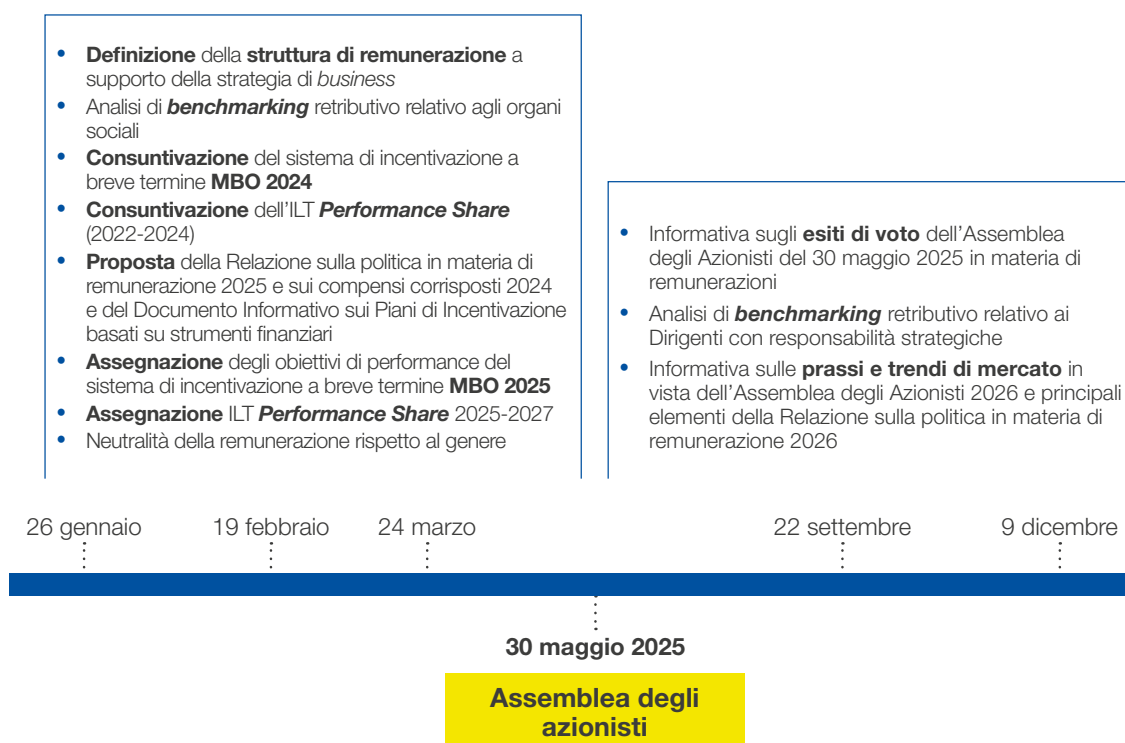 • Definizione della struttura di remunerazione a
supporto della strategia di business
• Analisi di benchmarking retributivo relativo agli organi
sociali
• Consuntivazione del sistema di incentivazione a
breve termine MBO 2024
• Consuntivazione dell'ILT Performance Share
(2022-2024)
• Proposta della Relazione sulla politica in materia di
remunerazione 2025 e sui compensi corrisposti 2024
e del Documento Informativo sui Piani di Incentivazione
basati su strumenti finanziari
• Assegnazione degli obiettivi di performance del
sistema di incentivazione a breve termine MBO 2025
• Assegnazione ILT Performance Share 2025-2027
• Neutralità della remunerazione rispetto al genere
• Informativa sugli esiti di voto dell'Assemblea
degli Azionisti del 30 maggio 2025 in materia di
remunerazioni
• Analisi di benchmarking retributivo relativo ai
Dirigenti con responsabilità strategiche
• Informativa sulle prassi e trendi di mercato in
vista dell'Assemblea degli Azionisti 2026 e principali
elementi della Relazione sulla politica in materia di
remunerazione 2026
26 gennaio
19 febbraio
24 marzo
22 settembre
9 dicembre
30 maggio 2025
Assemblea degli
azionisti